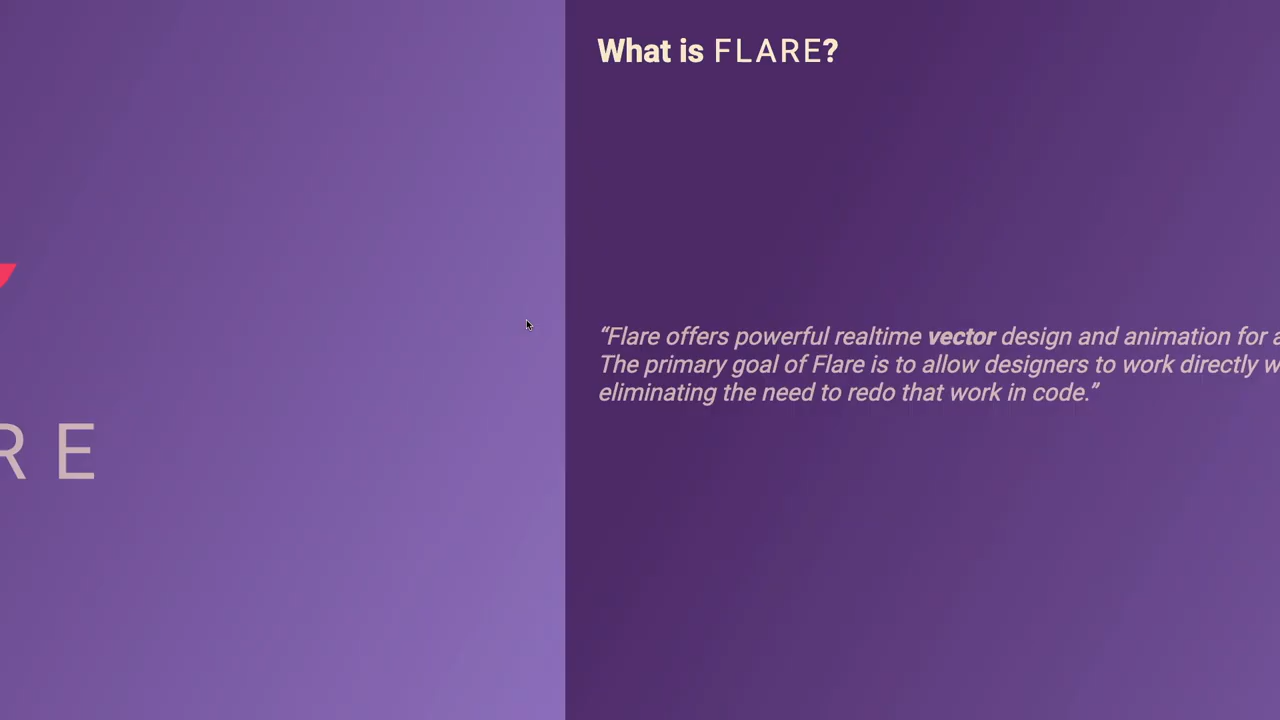 What is FLARE?
“Flare offers powerful realtime vector design and animation for
The primary goal of Flare is to allow designers to work directly
eliminating the need to redo that work in code.”
R E